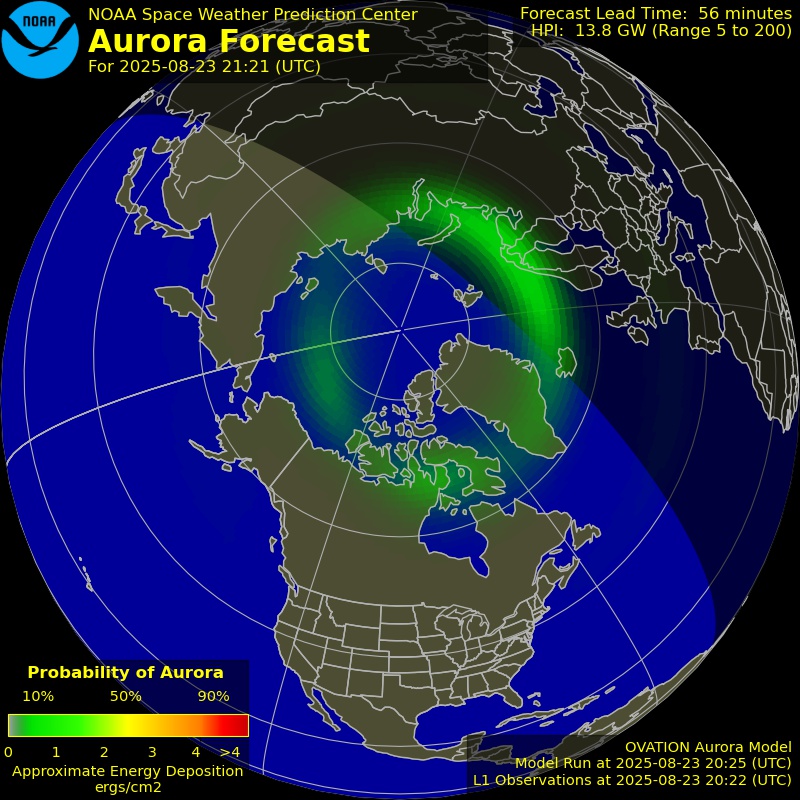 NOAA
NOAA Space Weather Prediction Center
Aurora Forecast
For 2025-08-23 21:21 (UTC)
Forecast Lead Time: 56 minutes
HPI: 13.8 GW (Range 5 to 200)
Probability of Aurora
10% 50% 90%
0 1 2 3 4 >4
Approximate Energy Deposition
ergs/cm2
OVATION Aurora Model
Model Run at 2025-08-23 20:25 (UTC)
L1 Observations at 2025-08-23 20:22 (UTC)